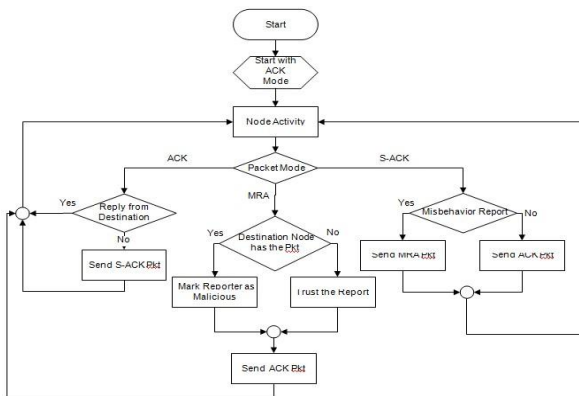 Start
Start with
ACK
Mode
Node Activity
Packet Mode
ACK
S-ACK
MRA
Yes
Reply from
Destination
No
Send S-ACK Pkt
Yes
Destination Node
has the Pkt
No
Mark Reporter as
Malicious
Trust the Report
Send ACK Pkt
Yes
Misbehavior Report
No
Send MRA Pkt
Send ACK Pkt